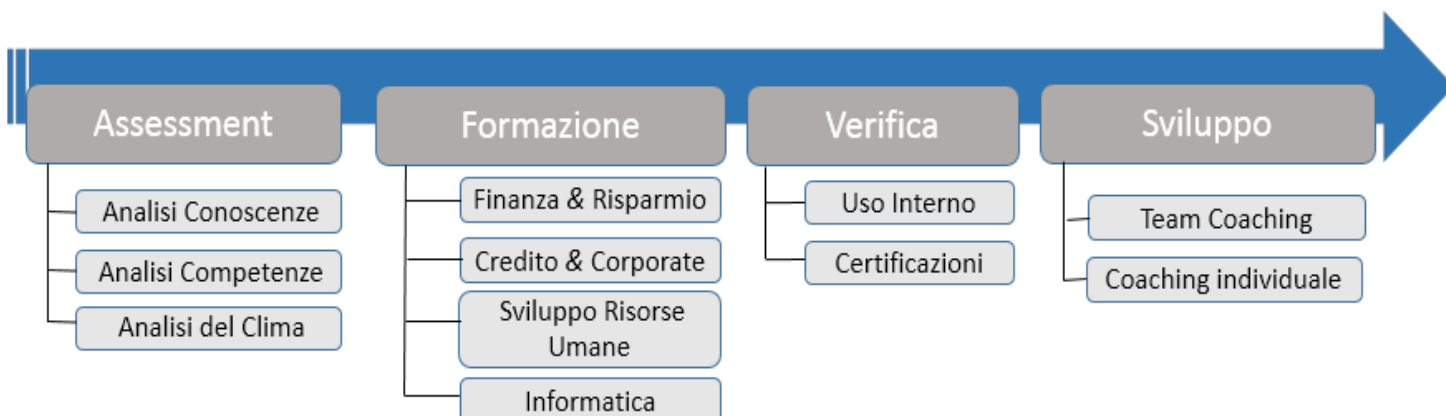 Assessment
Analisi Conoscenze
Analisi Competenze
Analisi del Clima
Formazione
Finanza & Risparmio
Credito & Corporate
Sviluppo Risorse
Umane
Informatica
Verifica
Uso Interno
Certificazioni
Sviluppo
Team Coaching
Coaching individuale